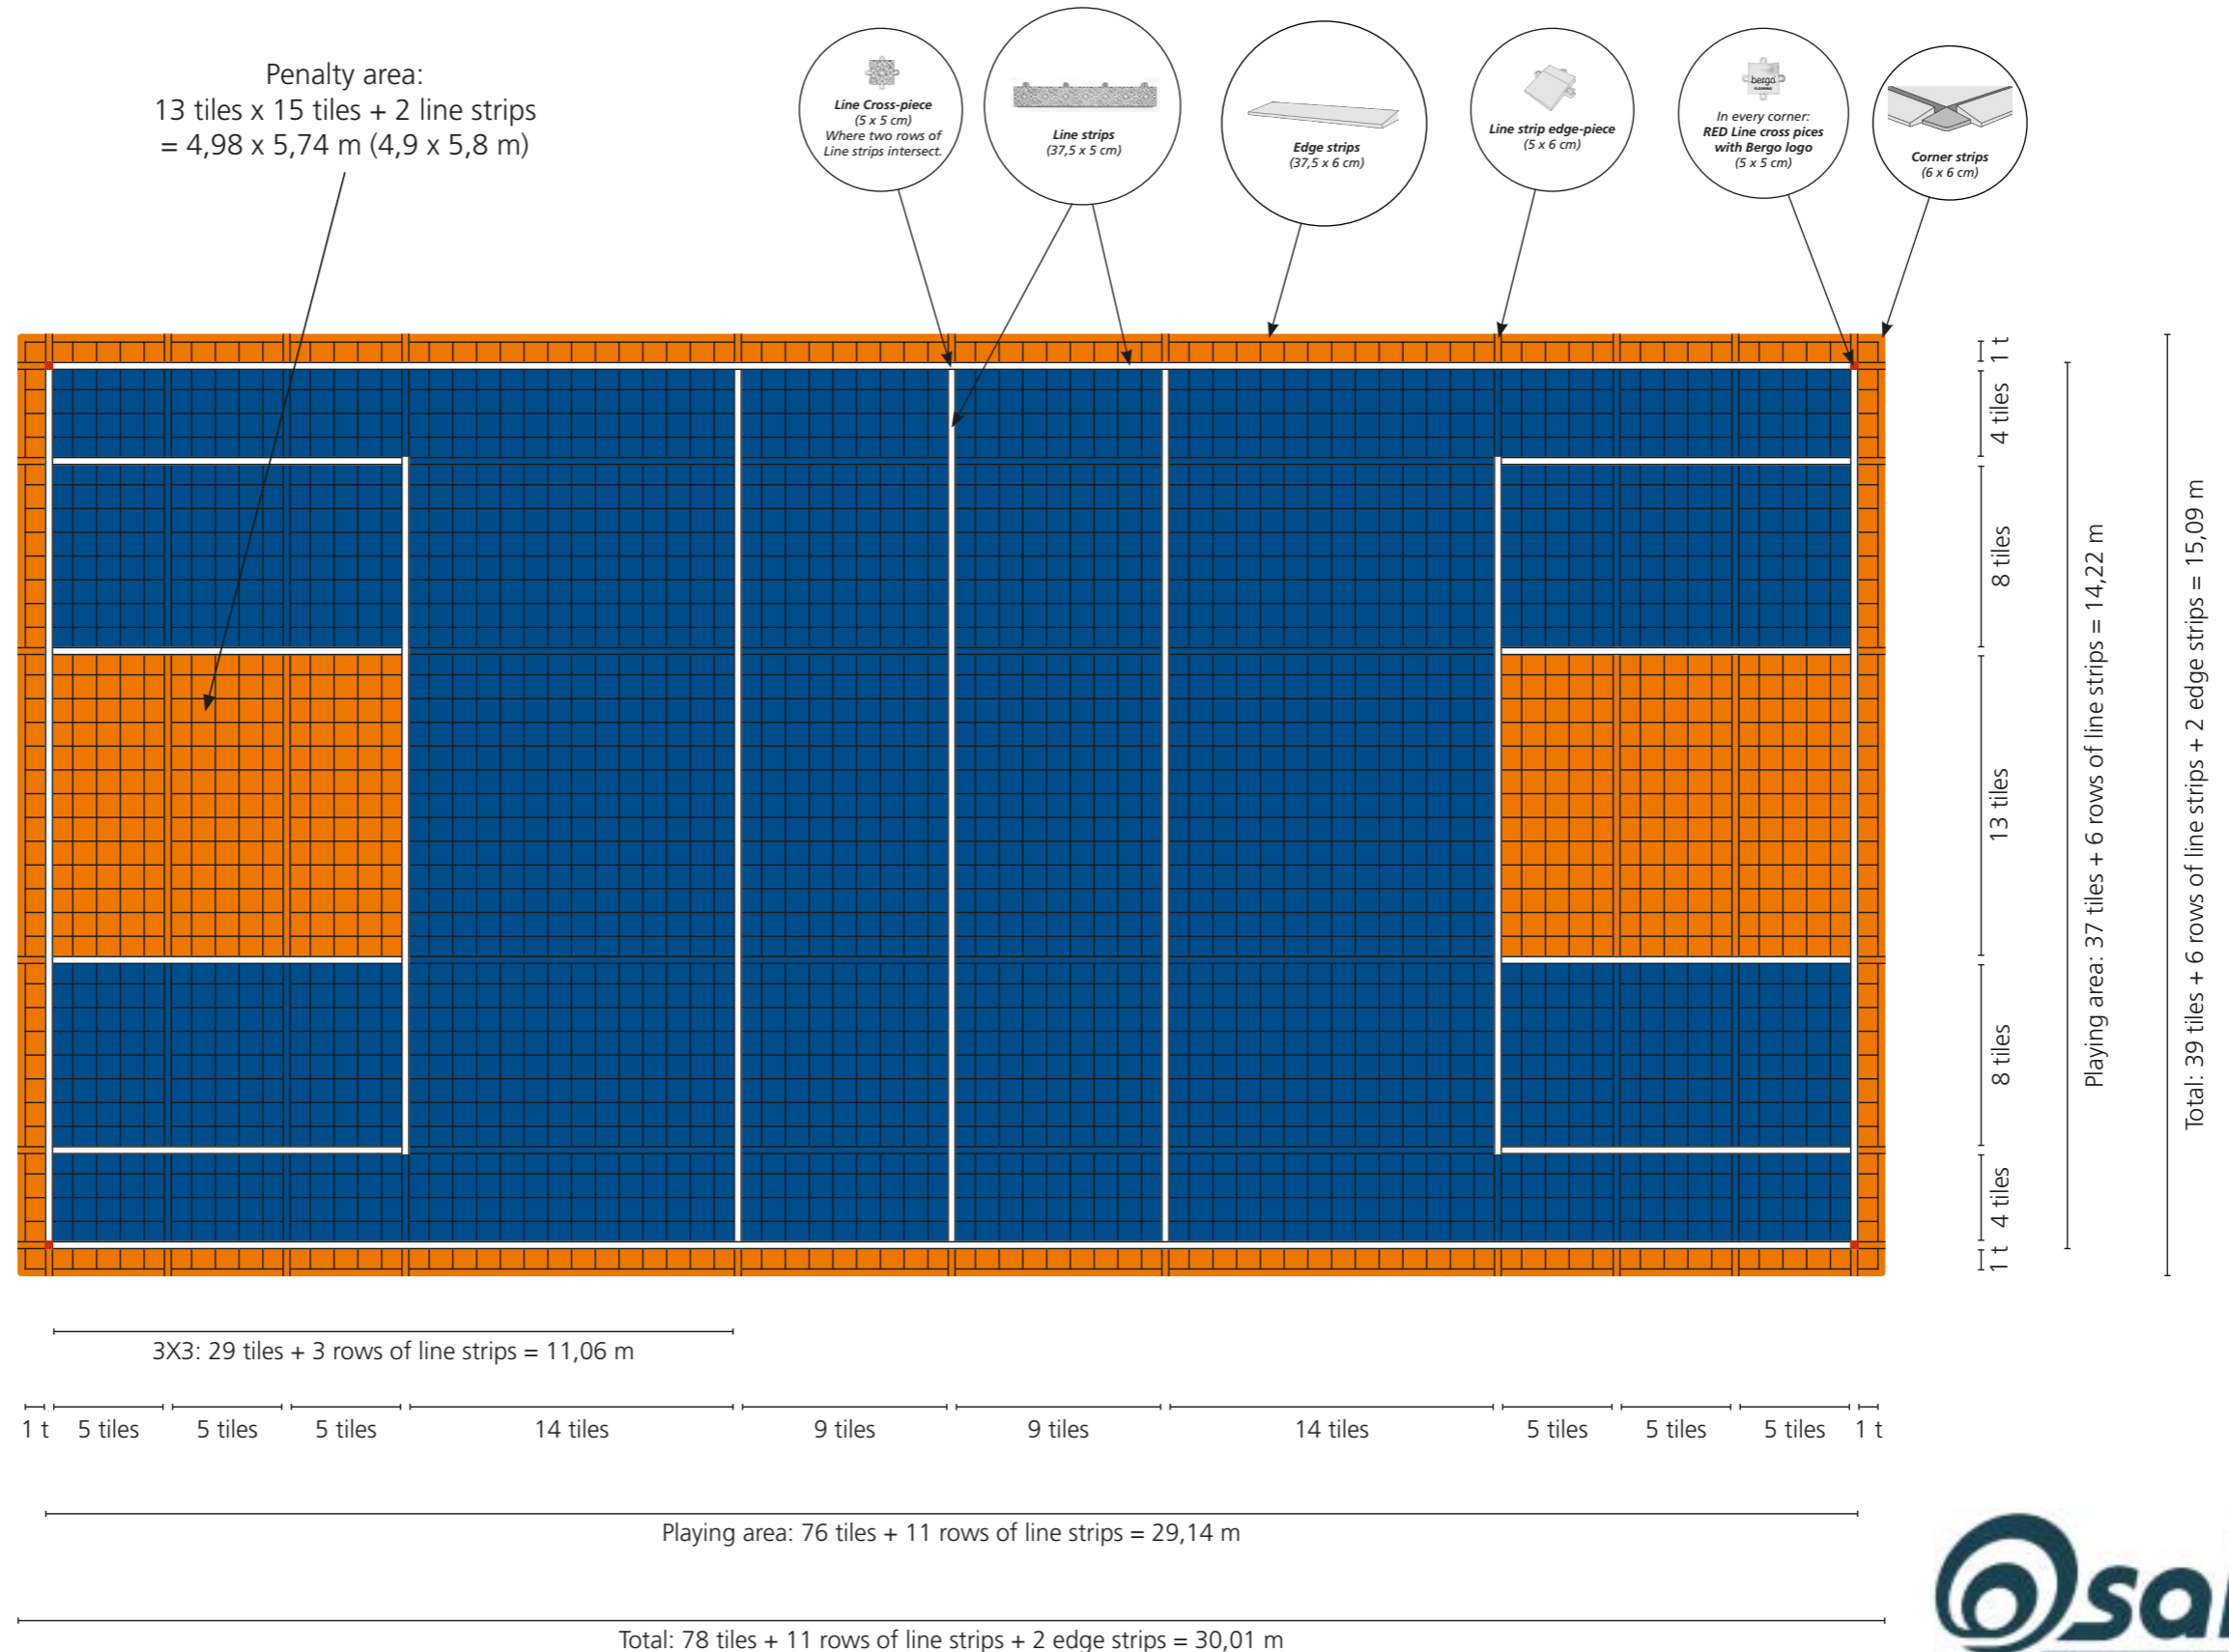 Penalty area:
13 tiles x 15 tiles + 2 line strips
= 4,98 x 5,74 m (4,9 x 5,8 m)
Line Cross-piece
(5 x 5 cm)
Where two rows of
Line strips intersect.
Line strips
(37,5 x 5 cm)
Edge strips
(37,5 x 6 cm)
Line strip edge-piece
(5 x 6 cm)
bergo
FLOORING
In every corner:
RED Line cross pices
with Bergo logo
(5 x 5 cm)
Corner strips
(6 x 6 cm)
1 t
4 tiles
8 tiles
13 tiles
8 tiles
4 tiles
1 t
Playing area: 37 tiles + 6 rows of line strips = 14,22 m
Total: 39 tiles + 6 rows of line strips + 2 edge strips = 15,09 m
3X3: 29 tiles + 3 rows of line strips = 11,06 m
1 t
5 tiles
5 tiles
5 tiles
14 tiles
9 tiles
9 tiles
14 tiles
5 tiles
5 tiles
5 tiles
1 t
Playing area: 76 tiles + 11 rows of line strips = 29,14 m
Total: 78 tiles + 11 rows of line strips + 2 edge strips = 30,01 m